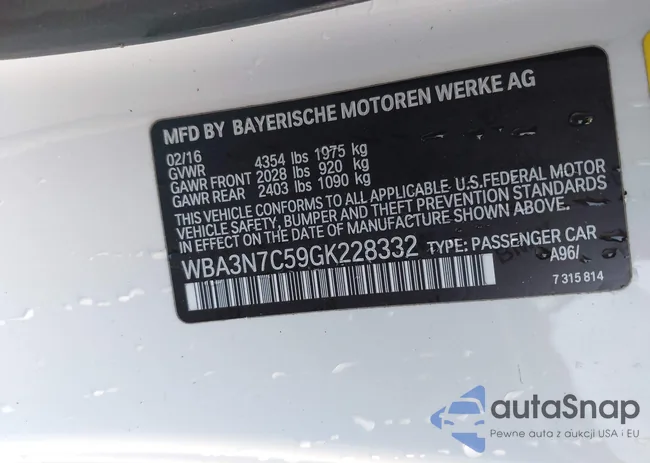 MFD BY BAYERISCHE MOTOREN WERKE AG
02/16
GVWR 4354 lbs 1975 kg
GAWR FRONT 2028 lbs 920 kg
GAWR REAR 2403 lbs 1090 kg
THIS VEHICLE CONFORMS TO ALL APPLICABLE U.S.FEDERAL MOTOR
VEHICLE SAFETY, BUMPER AND THEFT PREVENTION STANDARDS
IN EFFECT ON THE DATE OF MANUFACTURE SHOWN ABOVE.
WBA3N7C59GK228332 TYPE: PASSENGER CAR
A96/
7 315 814
autaSnap
Pewne auta z aukcji USA i EU